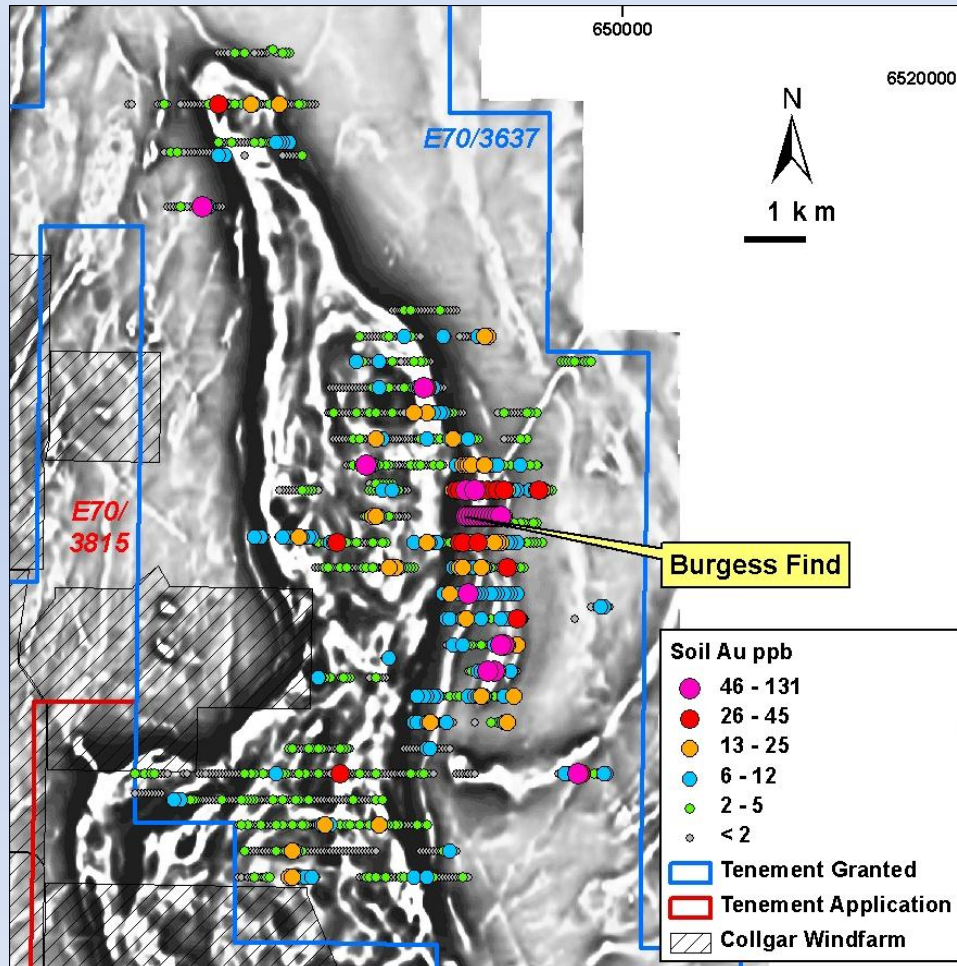 650000
6520000
N
E70/3637
1 km
E70/
3815
Burgess Find
Soil Au ppb
46 - 131
26 - 45
13 - 25
6 - 12
2 - 5
< 2
Tenement Granted
Tenement Application
Collgar Windfarm